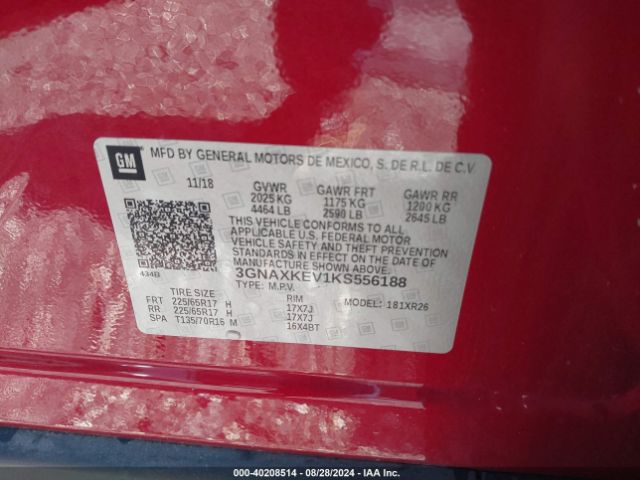 GM
MFD BY GENERAL MOTORS DE MEXICO, S. DE R.L. DE C.V
11/18 GVWR GAWR FRT GAWR RR
2025 KG 1175 KG 1200 KG
4464 LB 2590 LB 2645 LB
THIS VEHICLE CONFORMS TO ALL
APPLICABLE U.S. FEDERAL MOTOR
VEHICLE SAFETY AND THEFT
PREVENTION STANDARDS IN EFFECT ON
THE DATE OF MANUFACTURE SHOWN ABOVE.
434B 3GNAXKEV1KS556188
TYPE: M.P.V.
TIRE SIZE RIM MODEL: 181XR26
FRT 225/65R17 H 17X7J
RR 225/65R17 H 17X7J
SPA T135/70R16 M 16X4BT
000-40208514 / 08/28/2024 / IAA Inc.